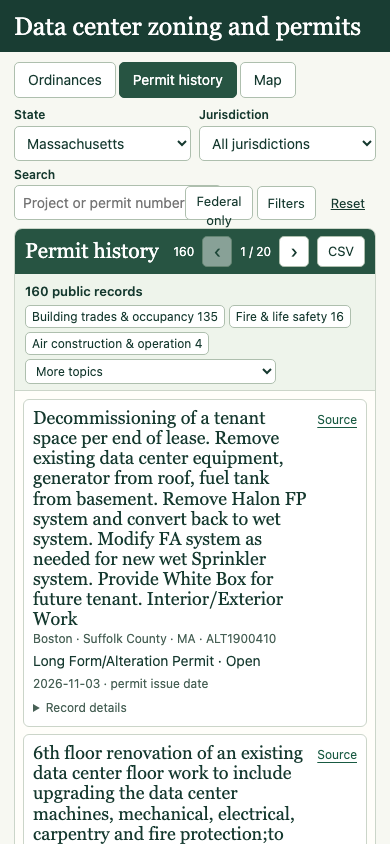 Data center zoning and permits
Ordinances Permit history Map
State Jurisdiction
Massachusetts All jurisdictions
Search
Project or permit number Federal only Filters Reset
Permit history 160 ‹ 1 / 20 › CSV
160 public records
Building trades & occupancy 135 Fire & life safety 16
Air construction & operation 4
More topics
Decommissioning of a tenant Source
space per end of lease. Remove
existing data center equipment,
generator from roof, fuel tank
from basement. Remove Halon FP
system and convert back to wet
system. Modify FA system as
needed for new wet Sprinkler
system. Provide White Box for
future tenant. Interior/Exterior
Work
Boston · Suffolk County · MA · ALT1900410
Long Form/Alteration Permit · Open
2026-11-03 · permit issue date
▶ Record details
6th floor renovation of an existing Source
data center floor work to include
upgrading the data center
machines, mechanical, electrical,
carpentry and fire protection;to